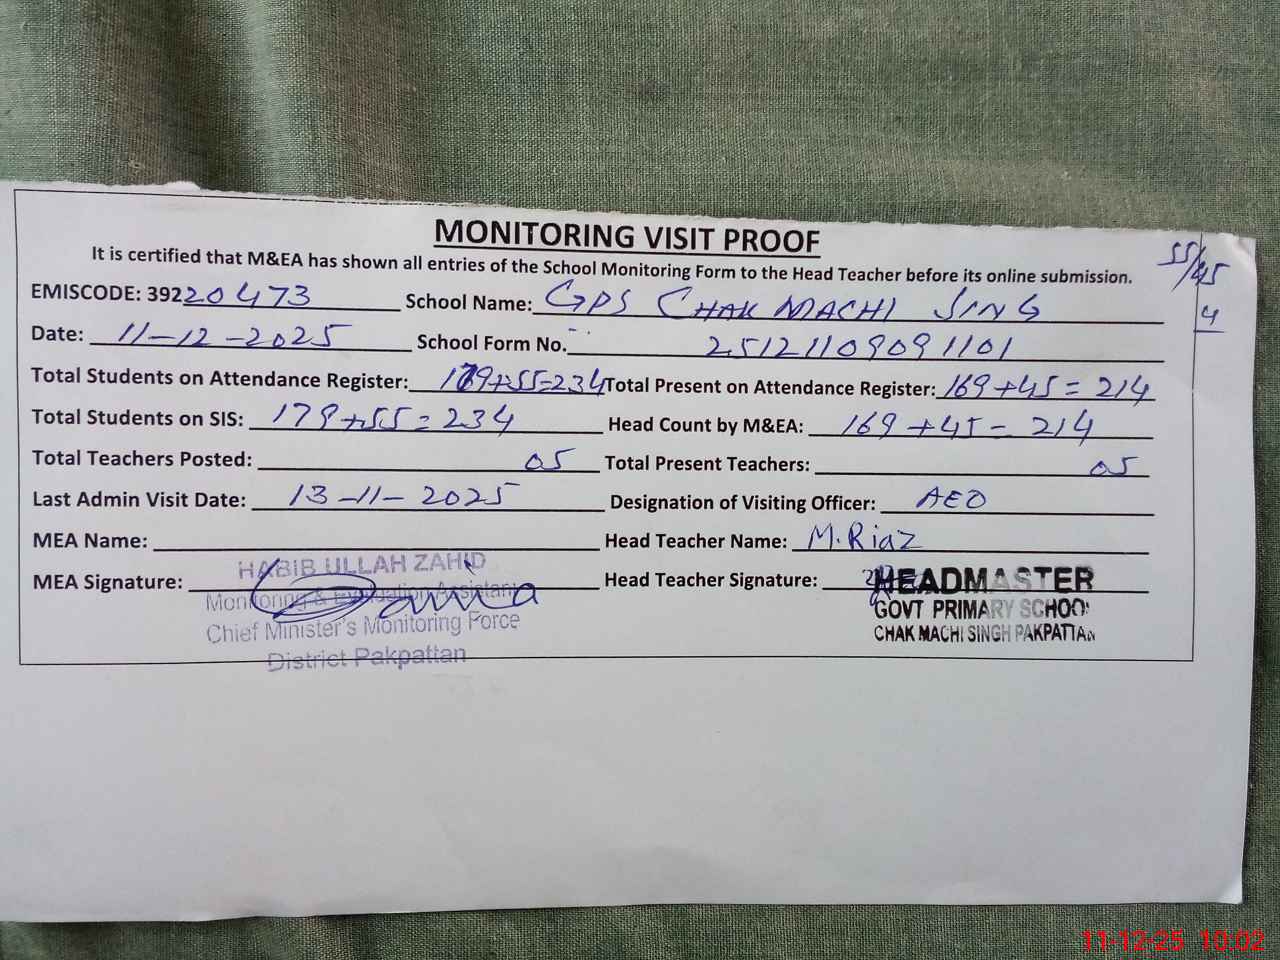 MONITORING VISIT PROOF
It is certified that M&EA has shown all entries of the School Monitoring Form to the Head Teacher before its online submission.
55/45
4
EMISCODE: 39220473 School Name: GPS CHAK MACHI SING
Date: 11-12-2025 School Form No. 25121109091101
Total Students on Attendance Register: 179+55=234 Total Present on Attendance Register: 169+45=214
Total Students on SIS: 179+55=234 Head Count by M&EA: 169+45=214
Total Teachers Posted: 05 Total Present Teachers: 05
Last Admin Visit Date: 13-11-2025 Designation of Visiting Officer: AEO
MEA Name: Head Teacher Name: M.Riaz
MEA Signature: Head Teacher Signature:
HABIB ULLAH ZAHID
Monitoring & Evaluation Assistant
Chief Minister's Monitoring Force
District Pakpattan
HEADMASTER
GOVT PRIMARY SCHOOL
CHAK MACHI SINGH PAKPATTAN
11-12-25 10:02